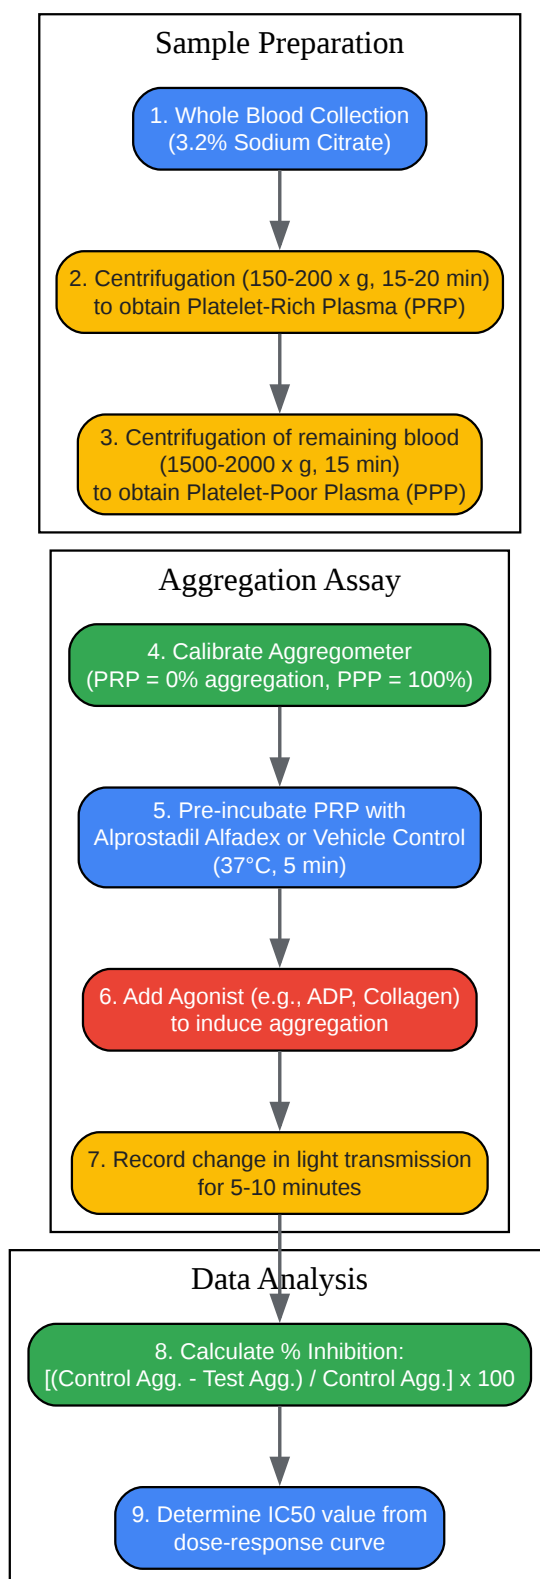 Sample Preparation
1. Whole Blood Collection
(3.2% Sodium Citrate)
2. Centrifugation (150-200 x g, 15-20 min)
to obtain Platelet-Rich Plasma (PRP)
3. Centrifugation of remaining blood
(1500-2000 x g, 15 min)
to obtain Platelet-Poor Plasma (PPP)
Aggregation Assay
4. Calibrate Aggregometer
(PRP = 0% aggregation, PPP = 100%)
5. Pre-incubate PRP with
Alprostadil Alfadex or Vehicle Control
(37°C, 5 min)
6. Add Agonist (e.g., ADP, Collagen)
to induce aggregation
7. Record change in light transmission
for 5-10 minutes
Data Analysis
8. Calculate % Inhibition:
[(Control Agg. - Test Agg.) / Control Agg.] x 100
9. Determine IC50 value from
dose-response curve